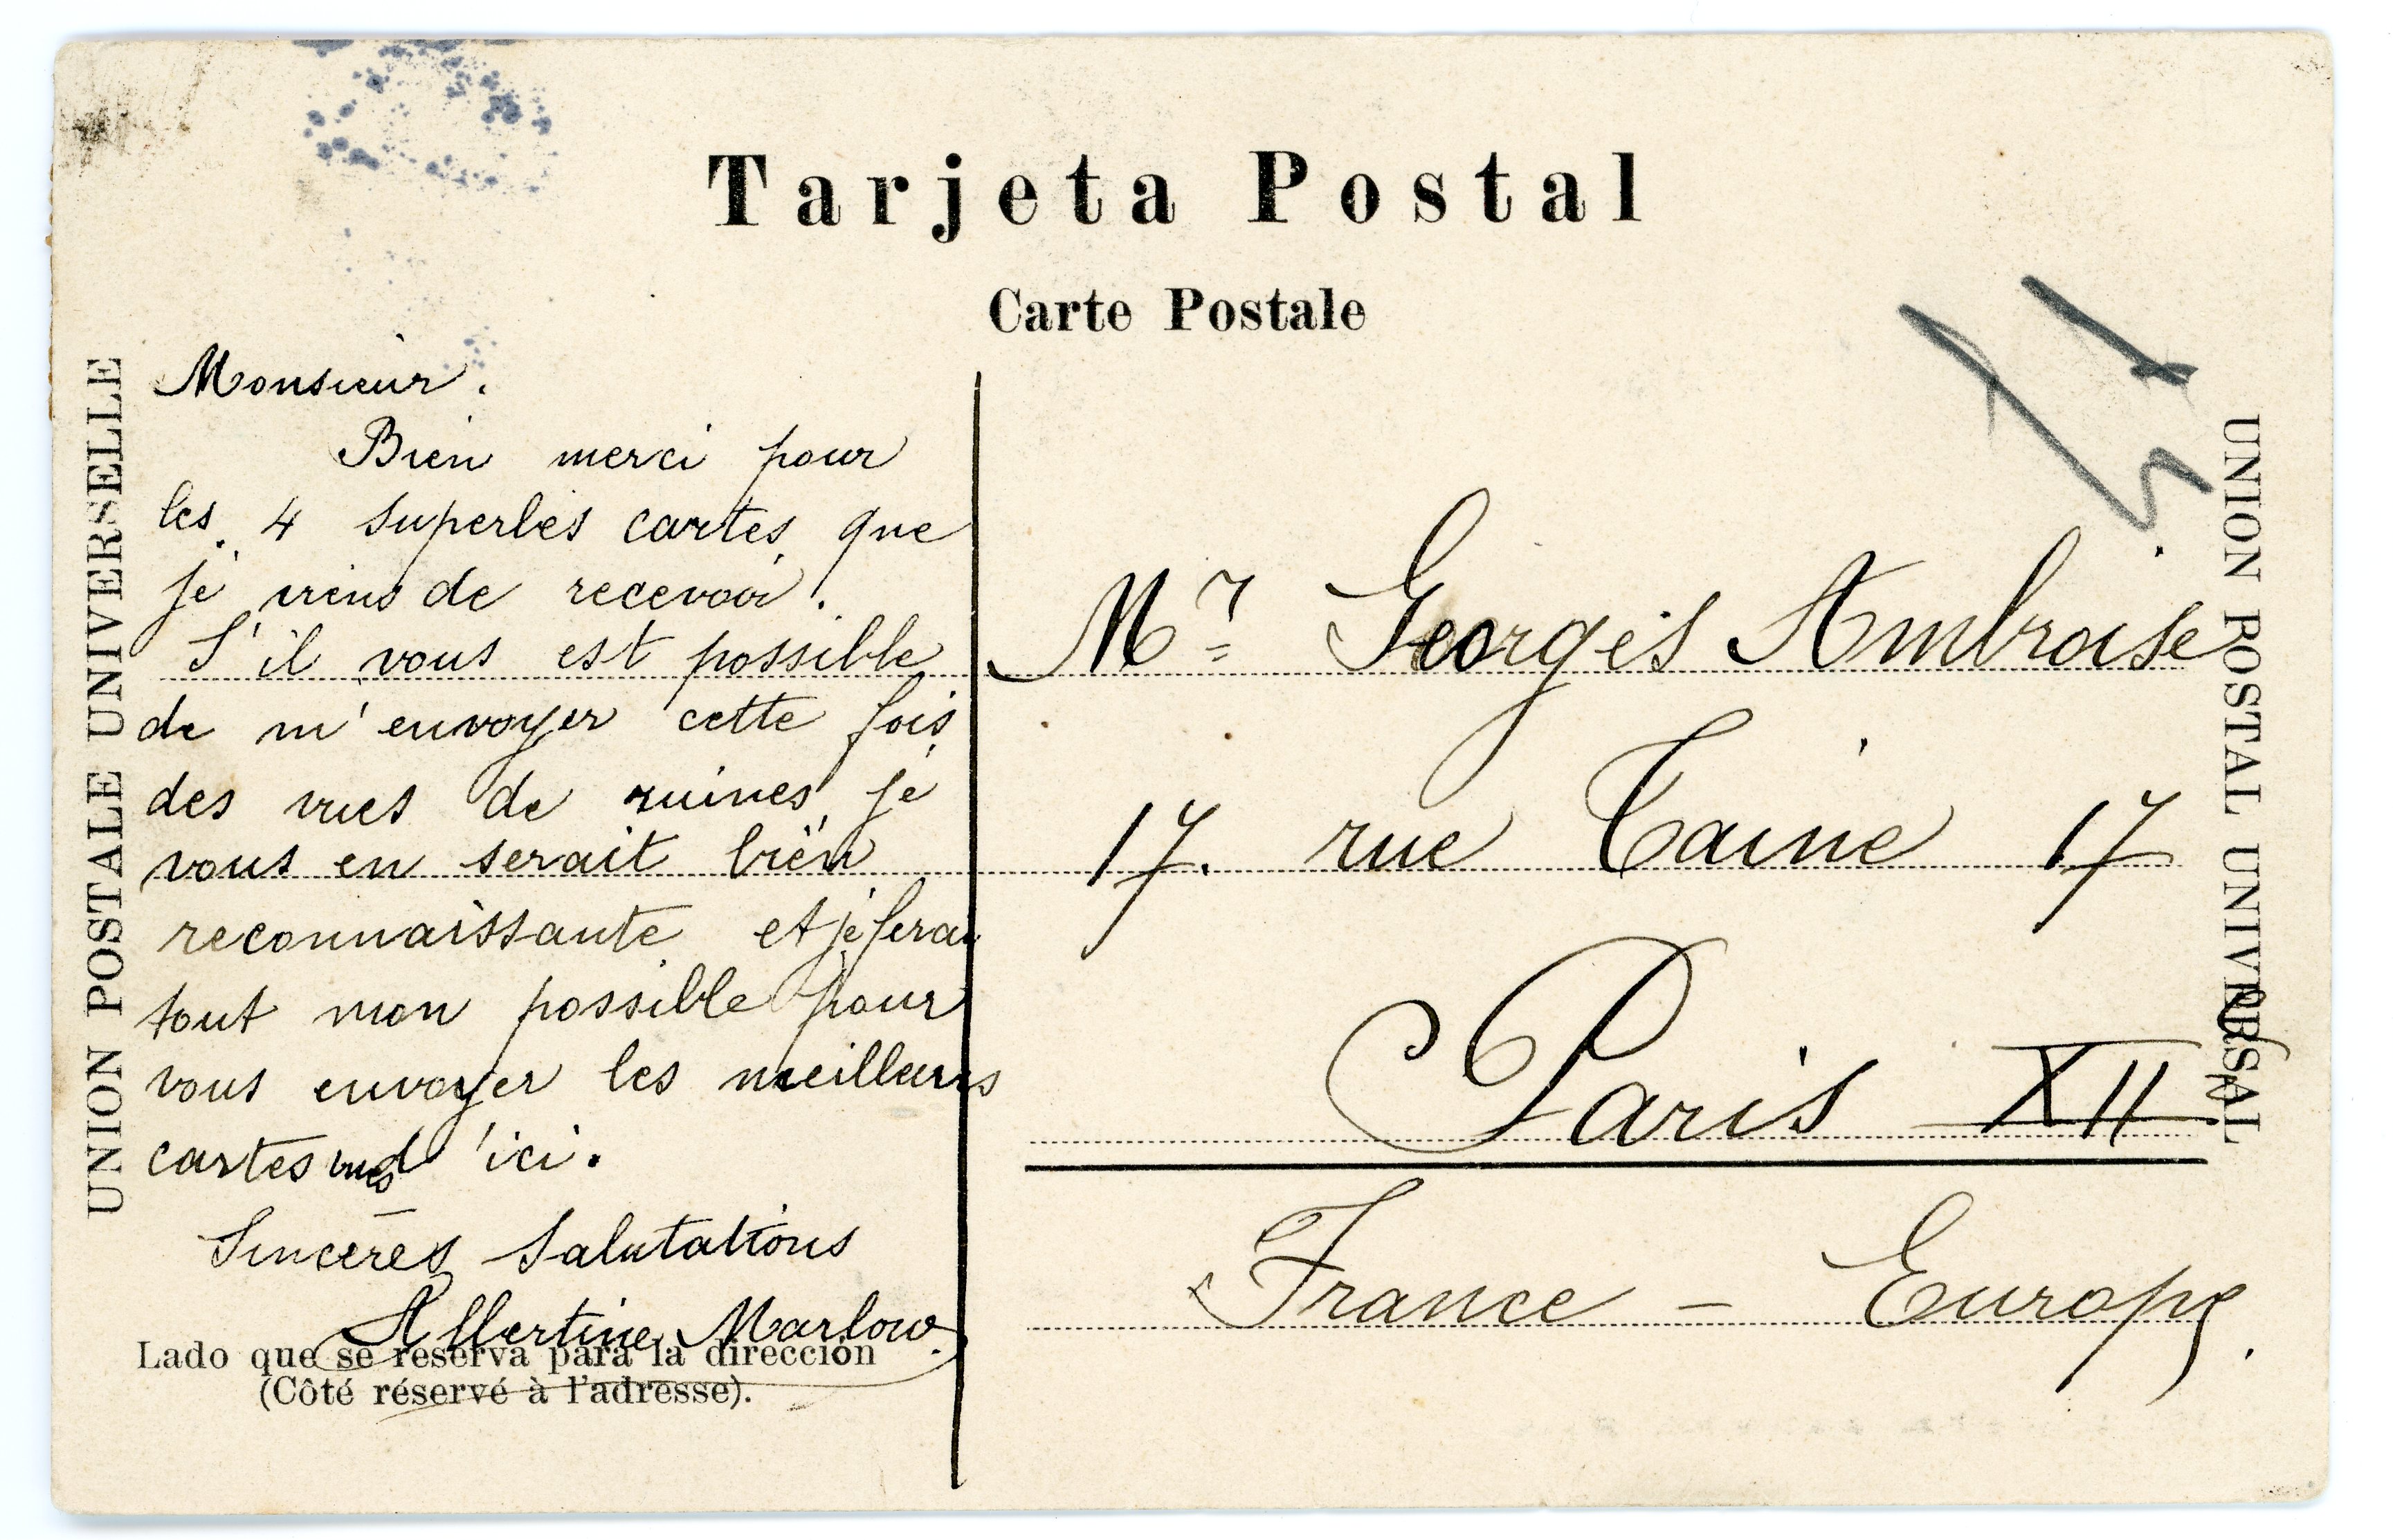 Tarjeta Postal
Carte Postale
UNION POSTALE UNIVERSELLE
Monsieur.
Bien merci pour
les 4 superbes cartes que
je viens de recevoir.
S'il vous est possible
de m'envoyer cette fois
des vues de ruines je
vous en serait bien
reconnaissante et je ferai
tout mon possible pour
vous envoyer les meilleurs
cartes vues d'ici.
Sincères Salutations
Albertine Marlow.
Lado que se reserva para la dirección
(Côté réservé à l'adresse).
Mr Georges Ambroise
17. rue Taine 17
Paris XII
France - Europe.
UNION POSTAL UNIVERSAL